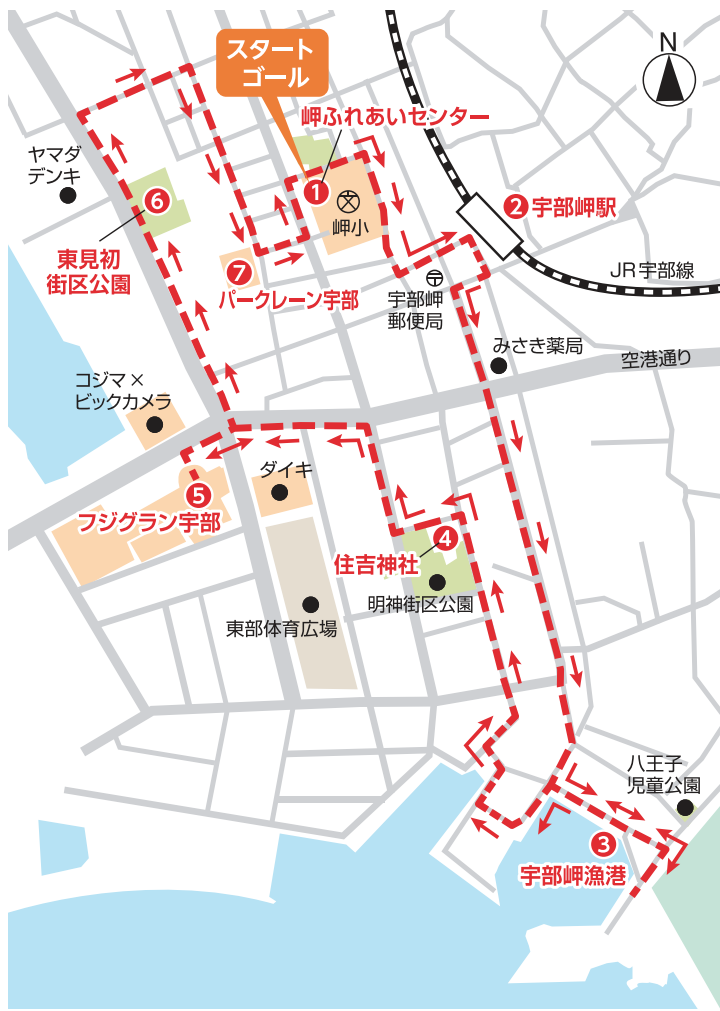 N
スタート
ゴール
岬ふれあいセンター
1
岬小
2 宇部岬駅
JR宇部線
ヤマダ
デンキ
6
東見初
街区公園
7
パークレーン宇部
宇部岬
郵便局
みさき薬局
空港通り
コジマ×
ビックカメラ
ダイキ
5
フジグラン宇部
4
住吉神社
明神街区公園
東部体育広場
八王子
児童公園
3
宇部岬漁港